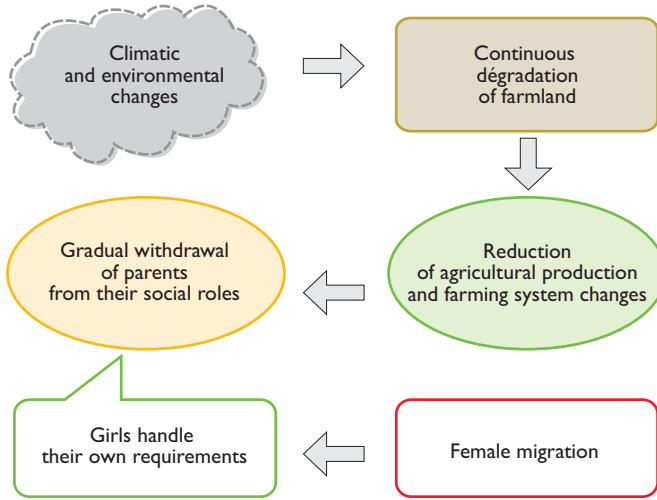 Climatic
and environmental
changes
Continuous
dégradation
of farmland
Gradual withdrawal
of parents
from their social roles
Reduction
of agricultural production
and farming system changes
Girls handle
their own requirements
Female migration